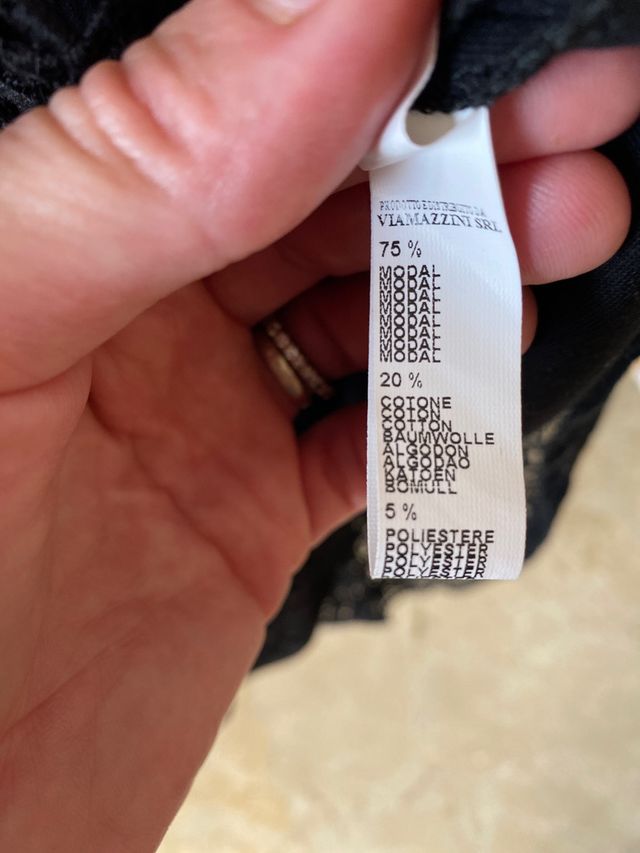 PRODOTTO E DISTRIBUITO DA
VIAMAZZINI SRL
75 %
MODAL
MODAL
MODAL
MODAL
MODAL
MODAL
MODAL
MODAL
20 %
COTONE
COTON
COTTON
BAUMWOLLE
ALGODON
ALGODAO
KATOEN
BOMULL
5 %
POLIESTERE
POLYESTER
POLYESTER
POLYESTER